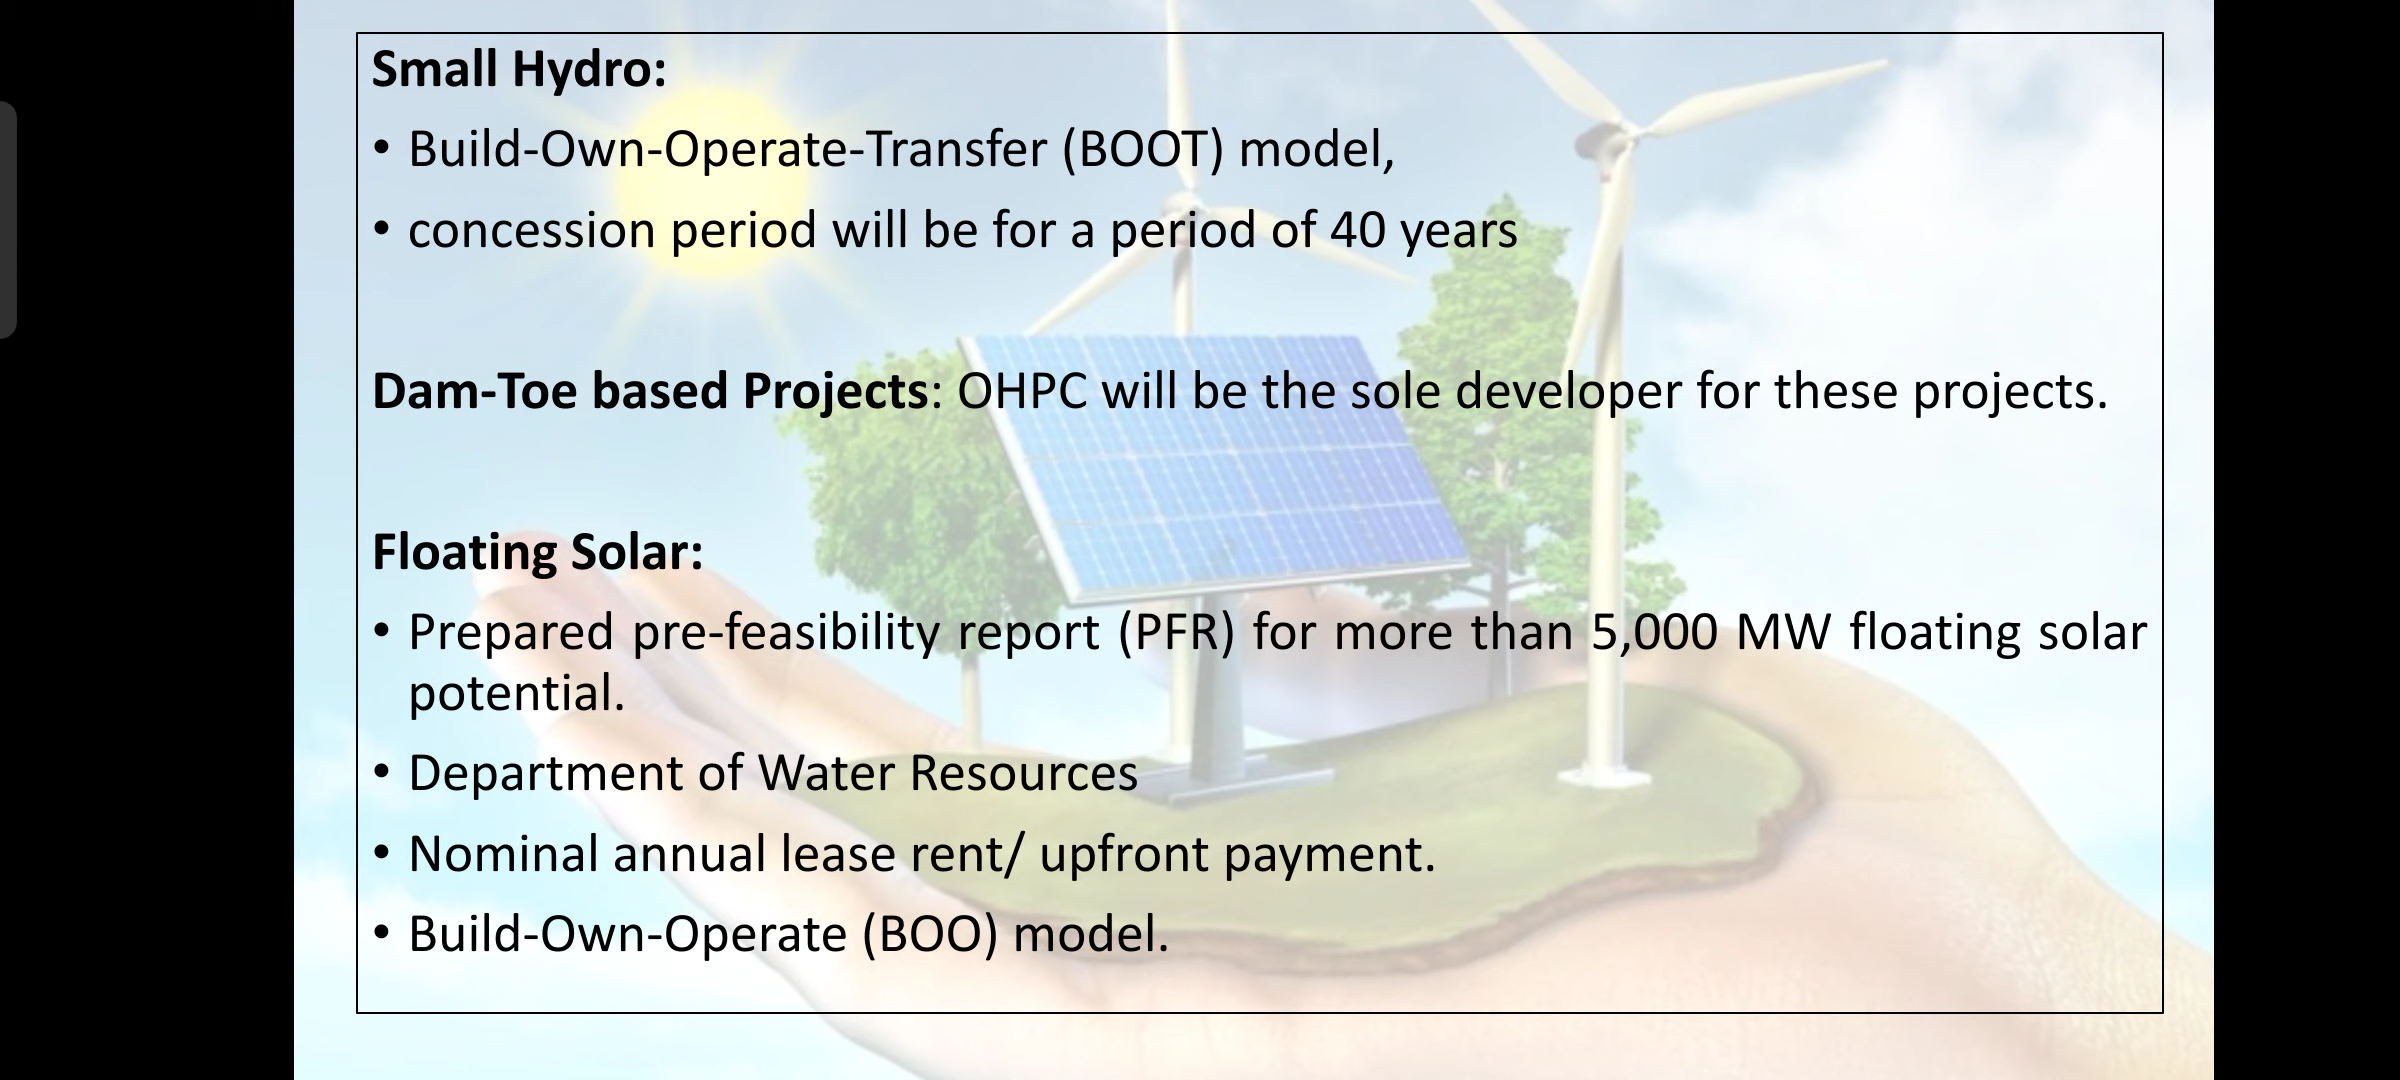 Small Hydro:
• Build-Own-Operate-Transfer (BOOT) model,
• concession period will be for a period of 40 years
Dam-Toe based Projects: OHPC will be the sole developer for these projects.
Floating Solar:
• Prepared pre-feasibility report (PFR) for more than 5,000 MW floating solar
potential.
• Department of Water Resources
• Nominal annual lease rent/ upfront payment.
• Build-Own-Operate (BOO) model.